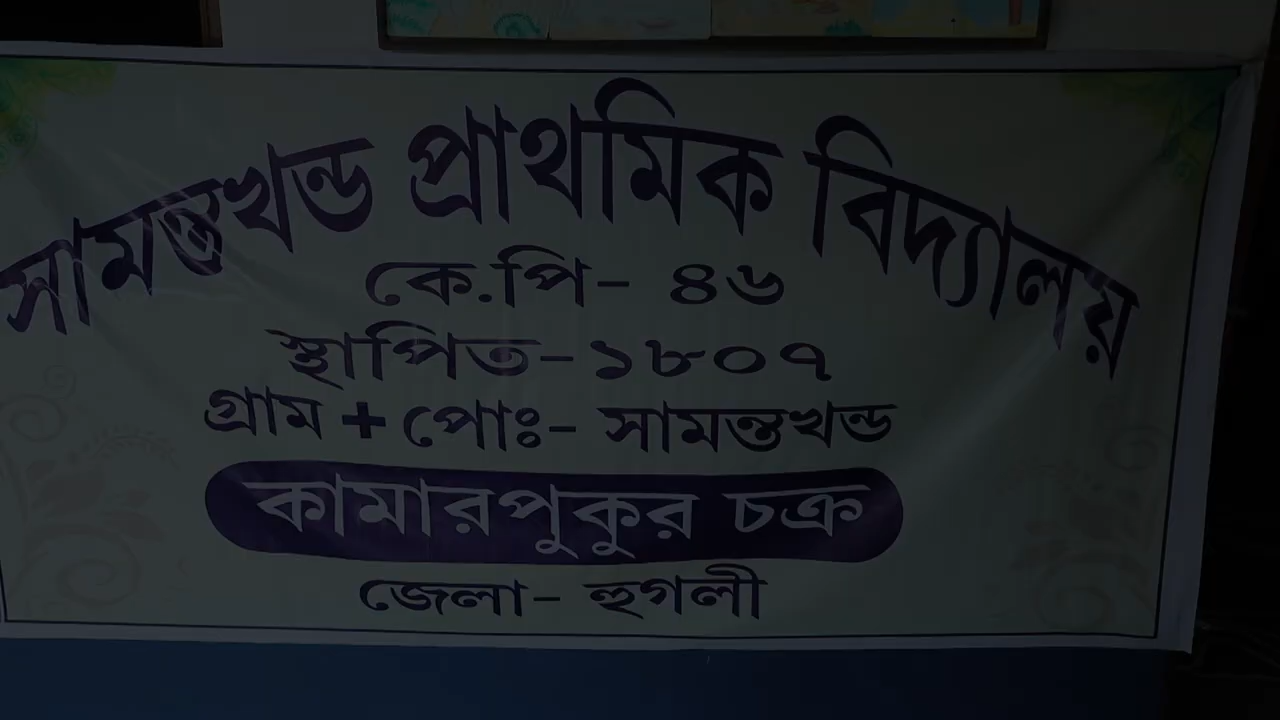 সামন্তখন্ড প্রাথমিক বিদ্যালয়
কে.পি- ৪৬
স্থাপিত-১৮০৭
গ্রাম + পোঃ- সামন্তখন্ড
কামারপুকুর চক্র
জেলা- হুগলী